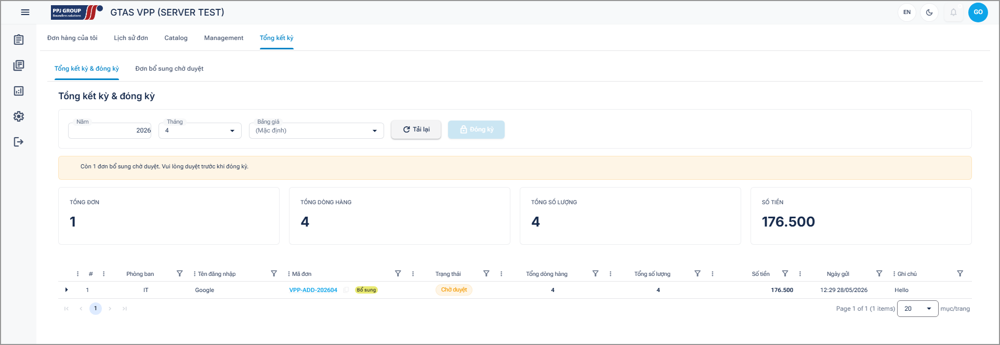 PPJ GROUP
Boundless solutions
GTAS VPP (SERVER TEST)
EN
GO
Đơn hàng của tôi
Lịch sử đơn
Catalog
Management
Tổng kết kỳ
Tổng kết kỳ & đóng kỳ
Đơn bổ sung chờ duyệt
Tổng kết kỳ & đóng kỳ
Năm
2026
Tháng
4
Bảng giá
(Mặc định)
Tải lại
Đóng kỳ
Còn 1 đơn bổ sung chờ duyệt. Vui lòng duyệt trước khi đóng kỳ.
TỔNG ĐƠN
1
TỔNG DÒNG HÀNG
4
TỔNG SỐ LƯỢNG
4
SỐ TIỀN
176.500
# Phòng ban Tên đăng nhập Mã đơn Trạng thái Tổng dòng hàng Tổng số lượng Số tiền Ngày gửi Ghi chú
1 IT Google VPP-ADD-202604 Bổ sung Chờ duyệt 4 4 176.500 12:29 28/05/2026 Hello
1
Page 1 of 1 (1 items) 20 mục/trang